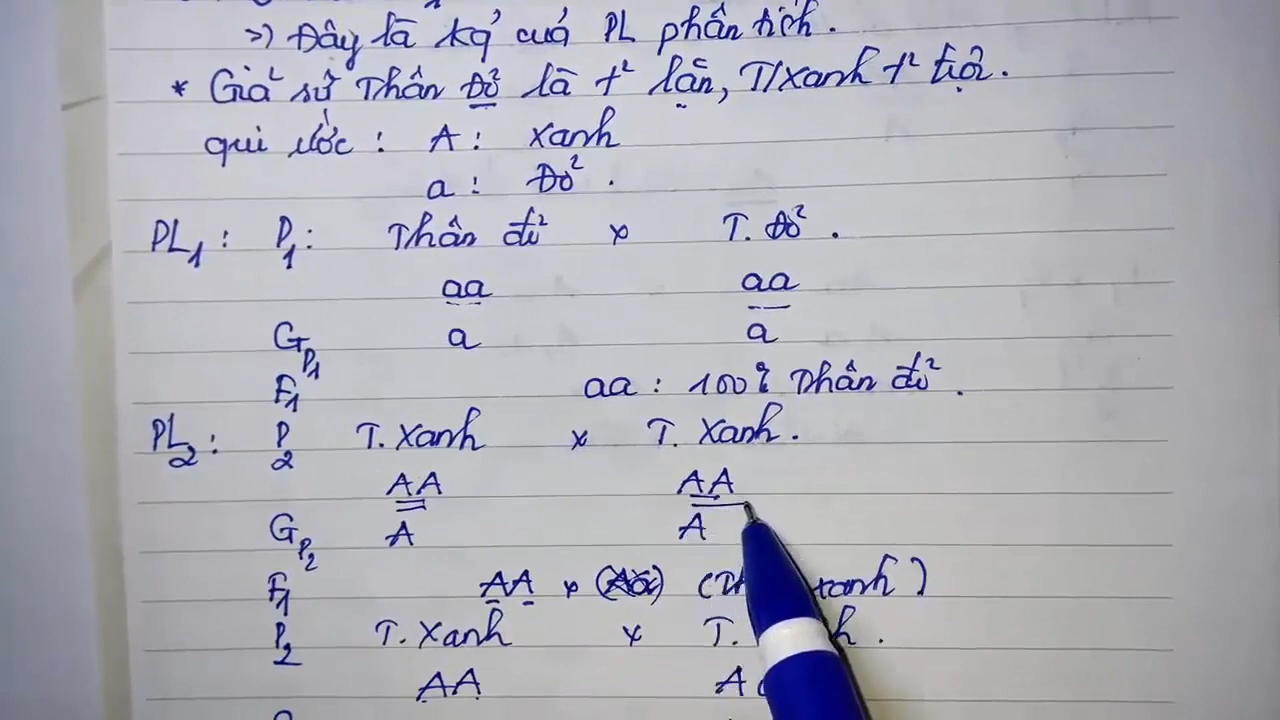 =>) Đây là kq̉ cuả PL phân tích.
* Giả sử Thân Đỏ là t² lặn, T/Xanh t² trội.
qui ước : A : Xanh
a : Đỏ .
PL1 : P1 : Thân đỏ x T. Đỏ .
aa aa
GP1 a a
F1 aa : 100% Thân đỏ .
PL2 : P2 T. Xanh x T. Xanh .
AA AA
GP2 A A
F1 AA x (Aa)
P2 T. Xanh x T.
AA A